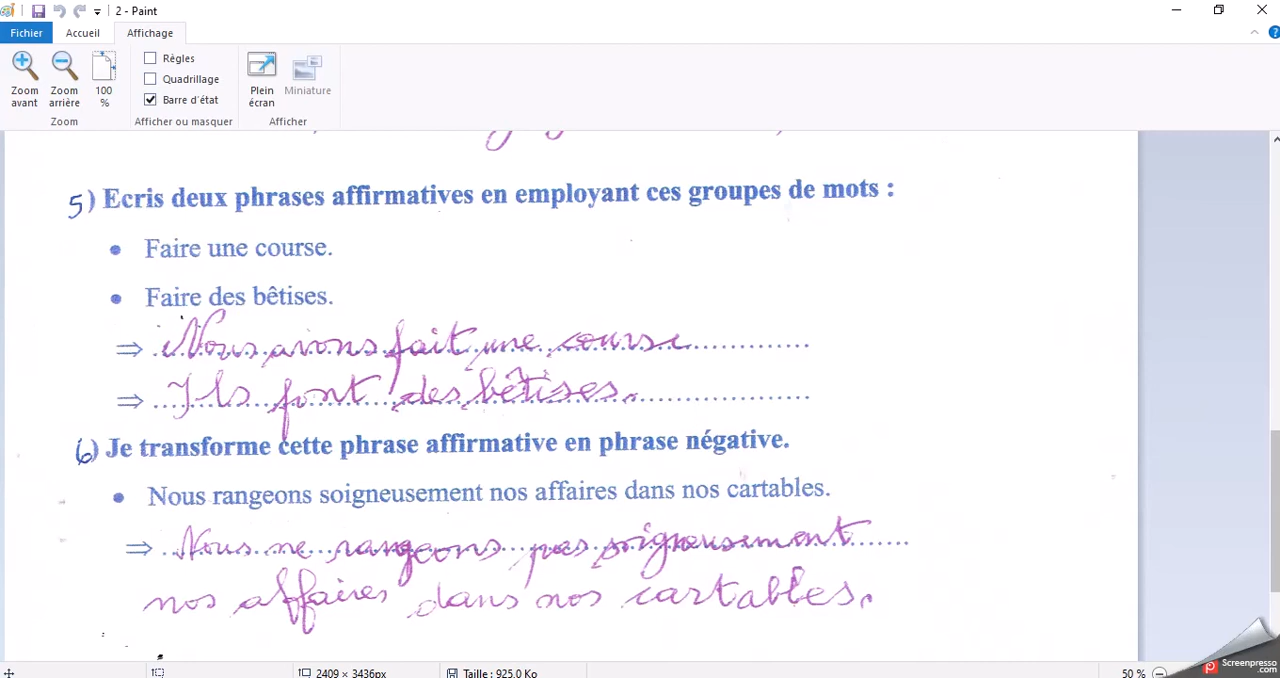 2 - Paint
Fichier Accueil Affichage
Zoom avant
Zoom arrière
100 %
Règles
Quadrillage
Barre d'état
Plein écran
Miniature
Zoom Afficher ou masquer Afficher
5) Ecris deux phrases affirmatives en employant ces groupes de mots :
• Faire une course.
• Faire des bêtises.
⇒ Nous avons fait une course
⇒ Ils font des bêtises.
6) Je transforme cette phrase affirmative en phrase négative.
• Nous rangeons soigneusement nos affaires dans nos cartables.
⇒ Nous ne rangeons pas soigneusement
nos affaires dans nos cartables.
Screenpresso
.com
2409 × 3436px Taille : 925.0 Ko 50 %